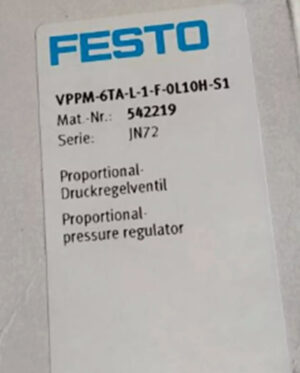 FESTO
VPPM-6TA-L-1-F-0L10H-S1
Mat.-Nr.: 542219
Serie: JN72
Proportional-
Druckregelventil
Proportional-
pressure regulator